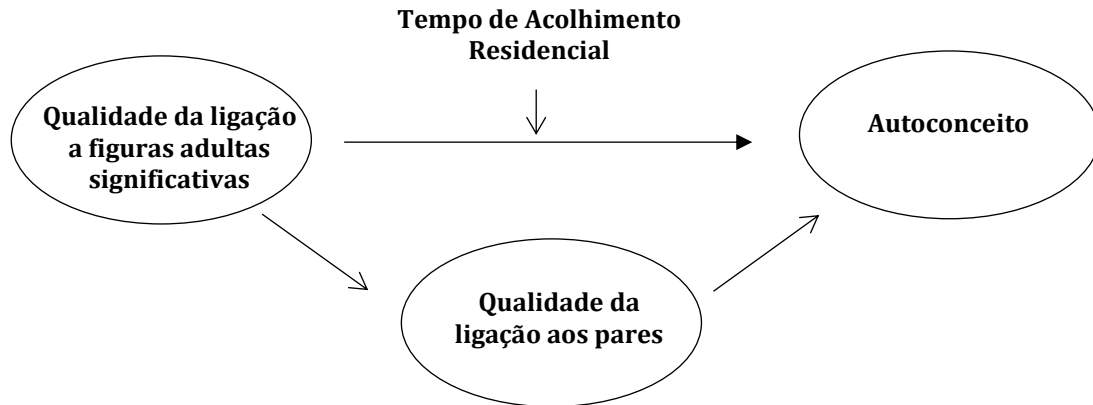 Tempo de Acolhimento
Residencial
Qualidade da ligação
a figuras adultas
significativas
Autoconceito
Qualidade da
ligação aos pares